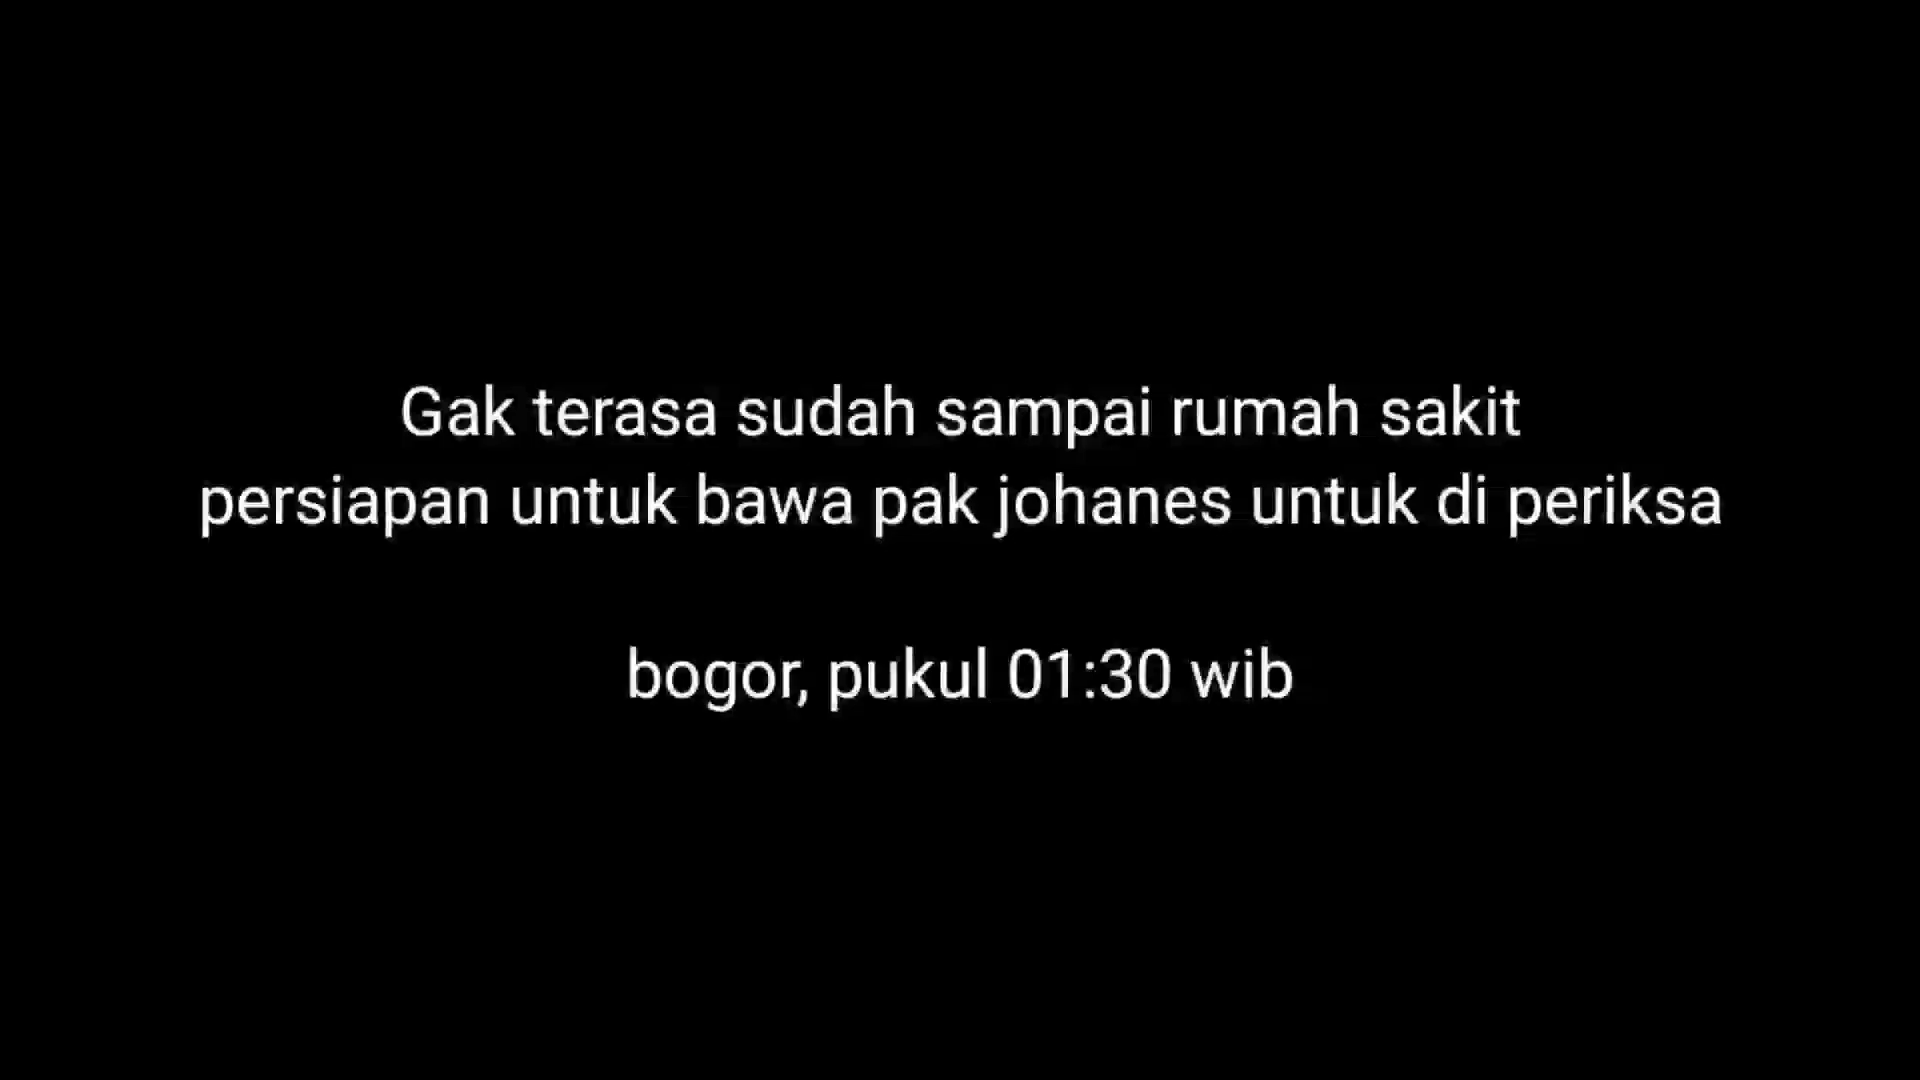 Gak terasa sudah sampai rumah sakit
persiapan untuk bawa pak johanes untuk di periksa
bogor, pukul 01:30 wib